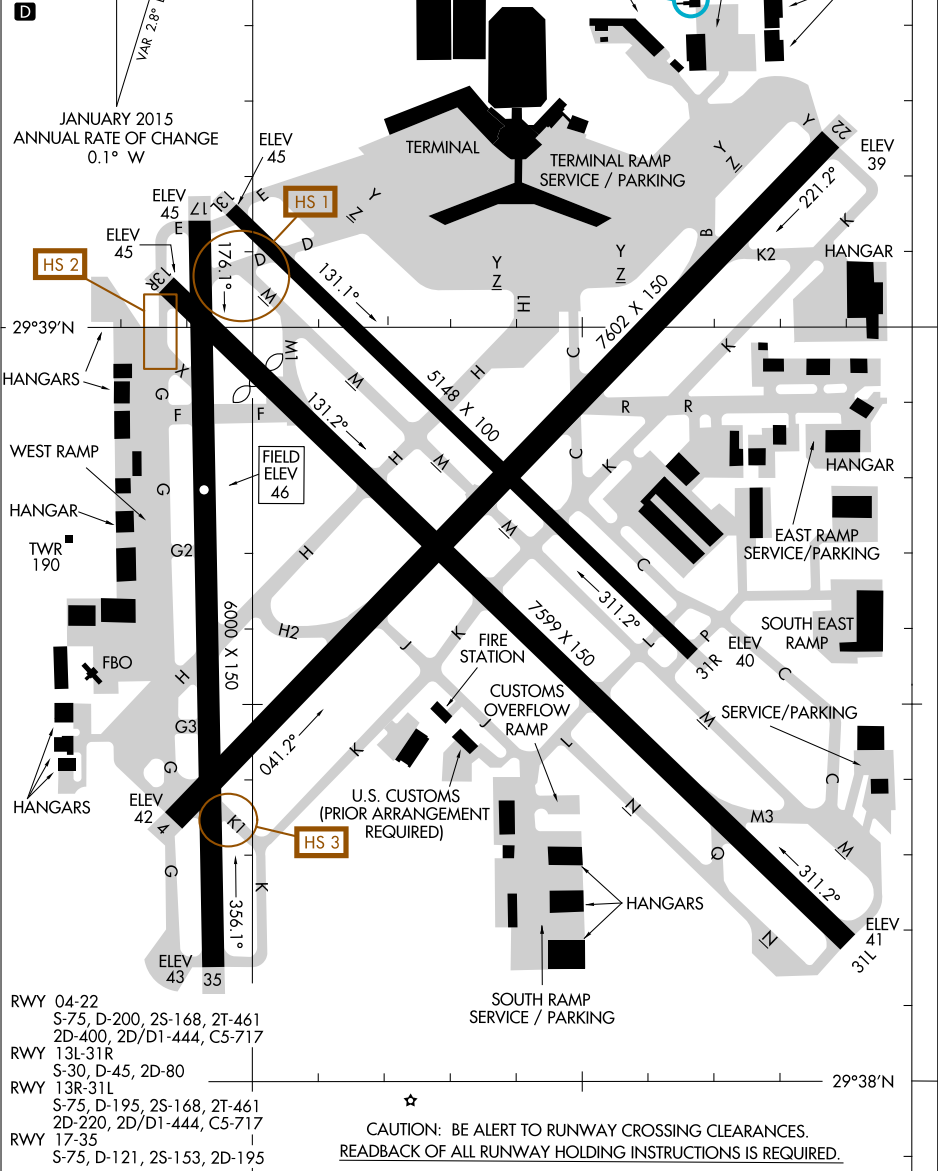 D
VAR 2.8°
JANUARY 2015
ANNUAL RATE OF CHANGE
0.1° W
TERMINAL
TERMINAL RAMP
SERVICE / PARKING
Y
22
ELEV
39
221.2°
Y
N
ELEV
45
ELEV
45
17
13L
E
E
HS 1
Y
N
D
D
B
K
K2
HANGAR
ELEV
45
HS 2
13R
176.1°
M
131.1°
Y
Z
Y
Z
H
7602 X 150
29°39'N
HANGARS
X
G
M1
F
F
M
131.2°
5148 X 100
H
C
K
R
R
WEST RAMP
FIELD
ELEV
46
H
M
C
K
HANGAR
G
HANGAR
M
EAST RAMP
SERVICE/PARKING
TWR
190
G2
H
C
311.2°
6000 X 150
H2
J
K
7599 X 150
FIRE
STATION
L
P
31R
ELEV
40
SOUTH EAST
RAMP
FBO
H
CUSTOMS
OVERFLOW
RAMP
C
G3
041.2°
K
J
L
M
SERVICE/PARKING
G
HANGARS
ELEV
42
4
U.S. CUSTOMS
(PRIOR ARRANGEMENT
REQUIRED)
N
C
K1
HS 3
M3
M
G
K
356.1°
Q
311.2°
HANGARS
N
ELEV
41
31L
ELEV
43
35
SOUTH RAMP
SERVICE / PARKING
RWY 04-22
S-75, D-200, 2S-168, 2T-461
2D-400, 2D/D1-444, C5-717
RWY 13L-31R
S-30, D-45, 2D-80
RWY 13R-31L
S-75, D-195, 2S-168, 2T-461
2D-220, 2D/D1-444, C5-717
RWY 17-35
S-75, D-121, 2S-153, 2D-195
29°38'N
CAUTION: BE ALERT TO RUNWAY CROSSING CLEARANCES.
READBACK OF ALL RUNWAY HOLDING INSTRUCTIONS IS REQUIRED.